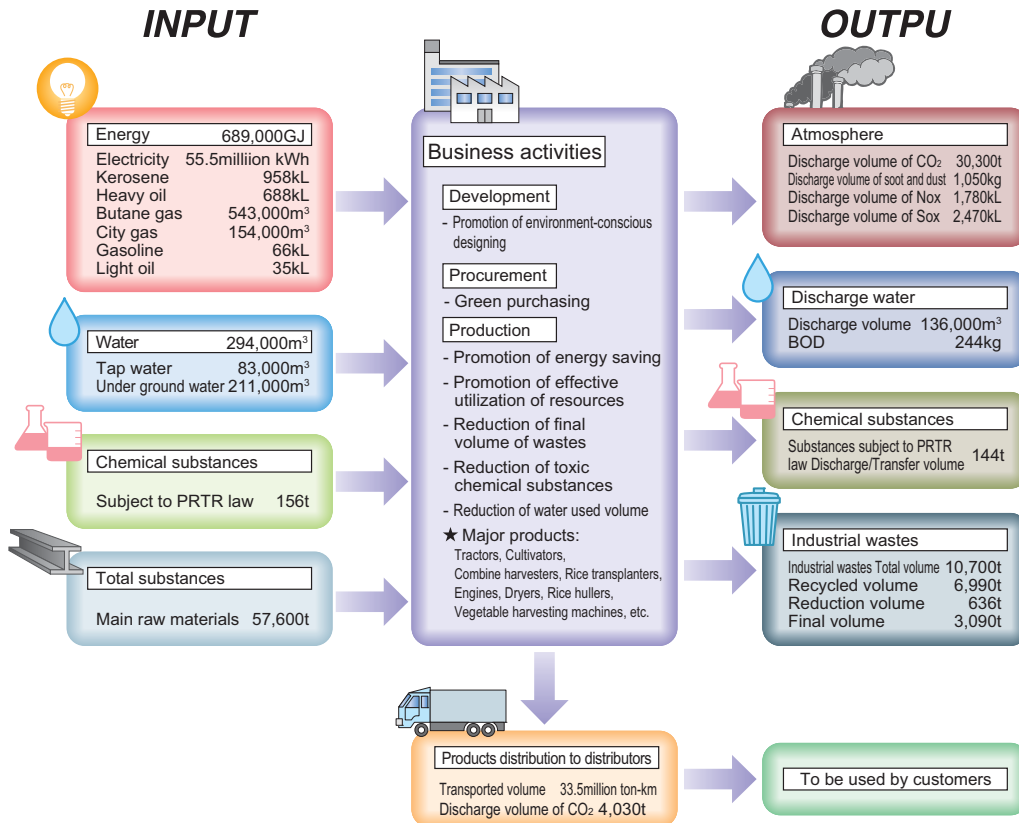 INPUT
OUTPU
Energy 689,000GJ
Electricity 55.5milliion kWh
Kerosene 958kL
Heavy oil 688kL
Butane gas 543,000m³
City gas 154,000m³
Gasoline 66kL
Light oil 35kL
Water 294,000m³
Tap water 83,000m³
Under ground water 211,000m³
Chemical substances
Subject to PRTR law 156t
Total substances
Main raw materials 57,600t
Business activities
Development
- Promotion of environment-conscious
designing
Procurement
- Green purchasing
Production
- Promotion of energy saving
- Promotion of effective
utilization of resources
- Reduction of final
volume of wastes
- Reduction of toxic
chemical substances
- Reduction of water used volume
★ Major products:
Tractors, Cultivators,
Combine harvesters, Rice transplanters,
Engines, Dryers, Rice hullers,
Vegetable harvesting machines, etc.
Atmosphere
Discharge volume of CO₂ 30,300t
Discharge volume of soot and dust 1,050kg
Discharge volume of Nox 1,780kL
Discharge volume of Sox 2,470kL
Discharge water
Discharge volume 136,000m³
BOD 244kg
Chemical substances
Substances subject to PRTR
law Discharge/Transfer volume 144t
Industrial wastes
Industrial wastes Total volume 10,700t
Recycled volume 6,990t
Reduction volume 636t
Final volume 3,090t
Products distribution to distributors
Transported volume 33.5million ton-km
Discharge volume of CO₂ 4,030t
To be used by customers